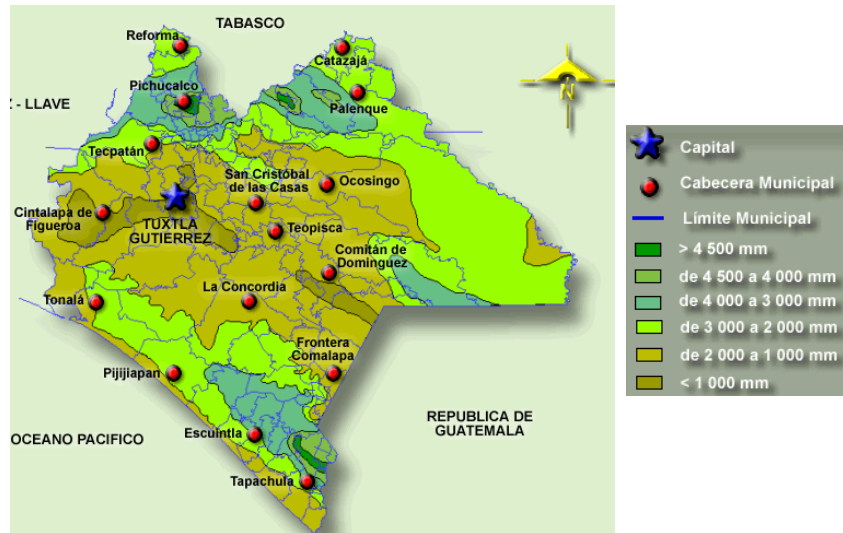 TABASCO
Reforma
Catazajá
Pichucalco
Palenque
Z - LLAVE
N
Tecpatán
San Cristóbal
de las Casas
Ocosingo
Cintalapa de
Figueroa
TUXTLA
GUTIÉRREZ
Teopisca
Comitán de
Domínguez
La Concordia
Tonalá
Frontera
Comalapa
Pijijiapan
REPUBLICA DE
GUATEMALA
OCEANO PACIFICO
Escuintla
Tapachula
Capital
Cabecera Municipal
Límite Municipal
> 4 500 mm
de 4 500 a 4 000 mm
de 4 000 a 3 000 mm
de 3 000 a 2 000 mm
de 2 000 a 1 000 mm
< 1 000 mm